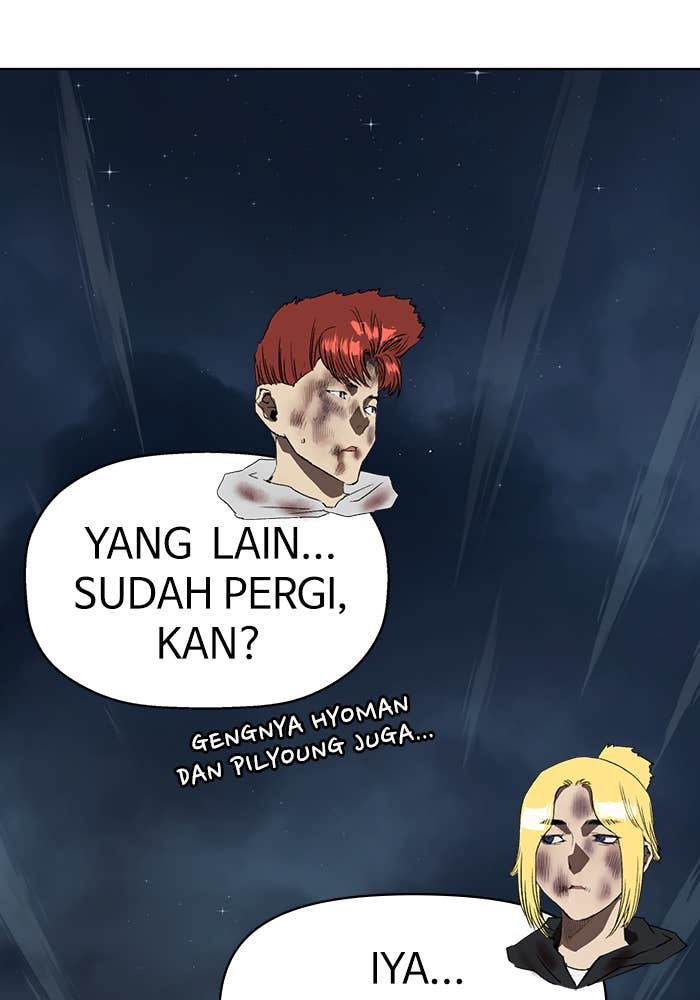 YANG LAIN...
SUDAH PERGI,
KAN?
GENGNYA HYOMAN
DAN PILYOUNG JUGA...
IYA...